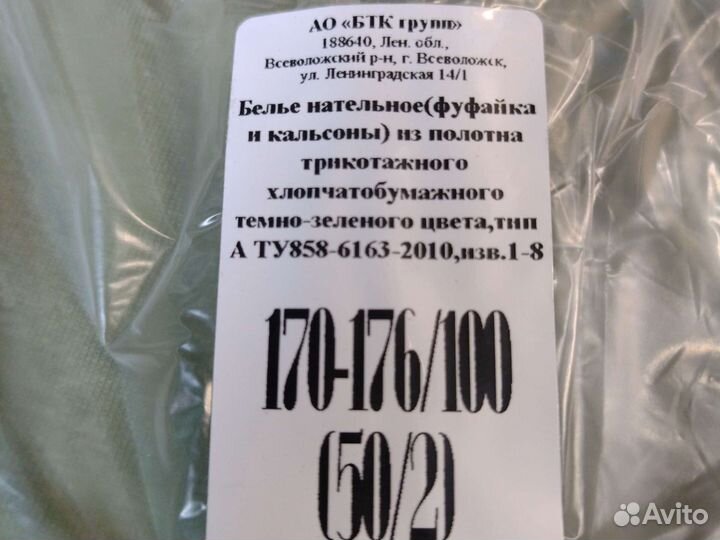 АО «БТК групп»
188640, Лен. обл.,
Всеволожский р-н, г. Всеволожск,
ул. Ленинградская 14/1
Белье нательное(фуфайка
и кальсоны) из полотна
трикотажного
хлопчатобумажного
темно-зеленого цвета,тип
А ТУ858-6163-2010,изв.1-8
170-176/100
(50/2)
Avito